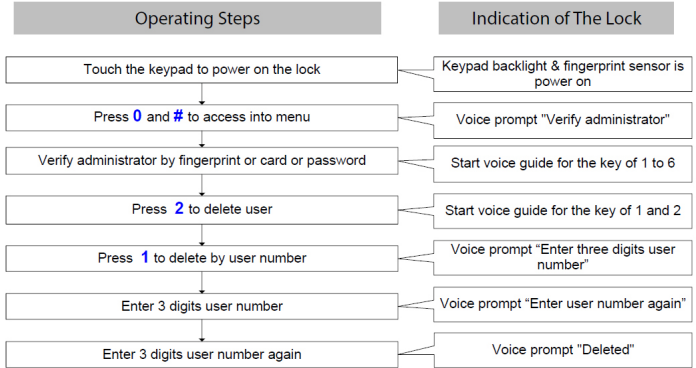 Operating Steps
Indication of The Lock
Touch the keypad to power on the lock
Keypad backlight & fingerprint sensor is
power on
Press 0 and # to access into menu
Voice prompt "Verify administrator"
Verify administrator by fingerprint or card or password
Start voice guide for the key of 1 to 6
Press 2 to delete user
Start voice guide for the key of 1 and 2
Press 1 to delete by user number
Voice prompt “Enter three digits user
number”
Enter 3 digits user number
Voice prompt “Enter user number again”
Enter 3 digits user number again
Voice prompt "Deleted"